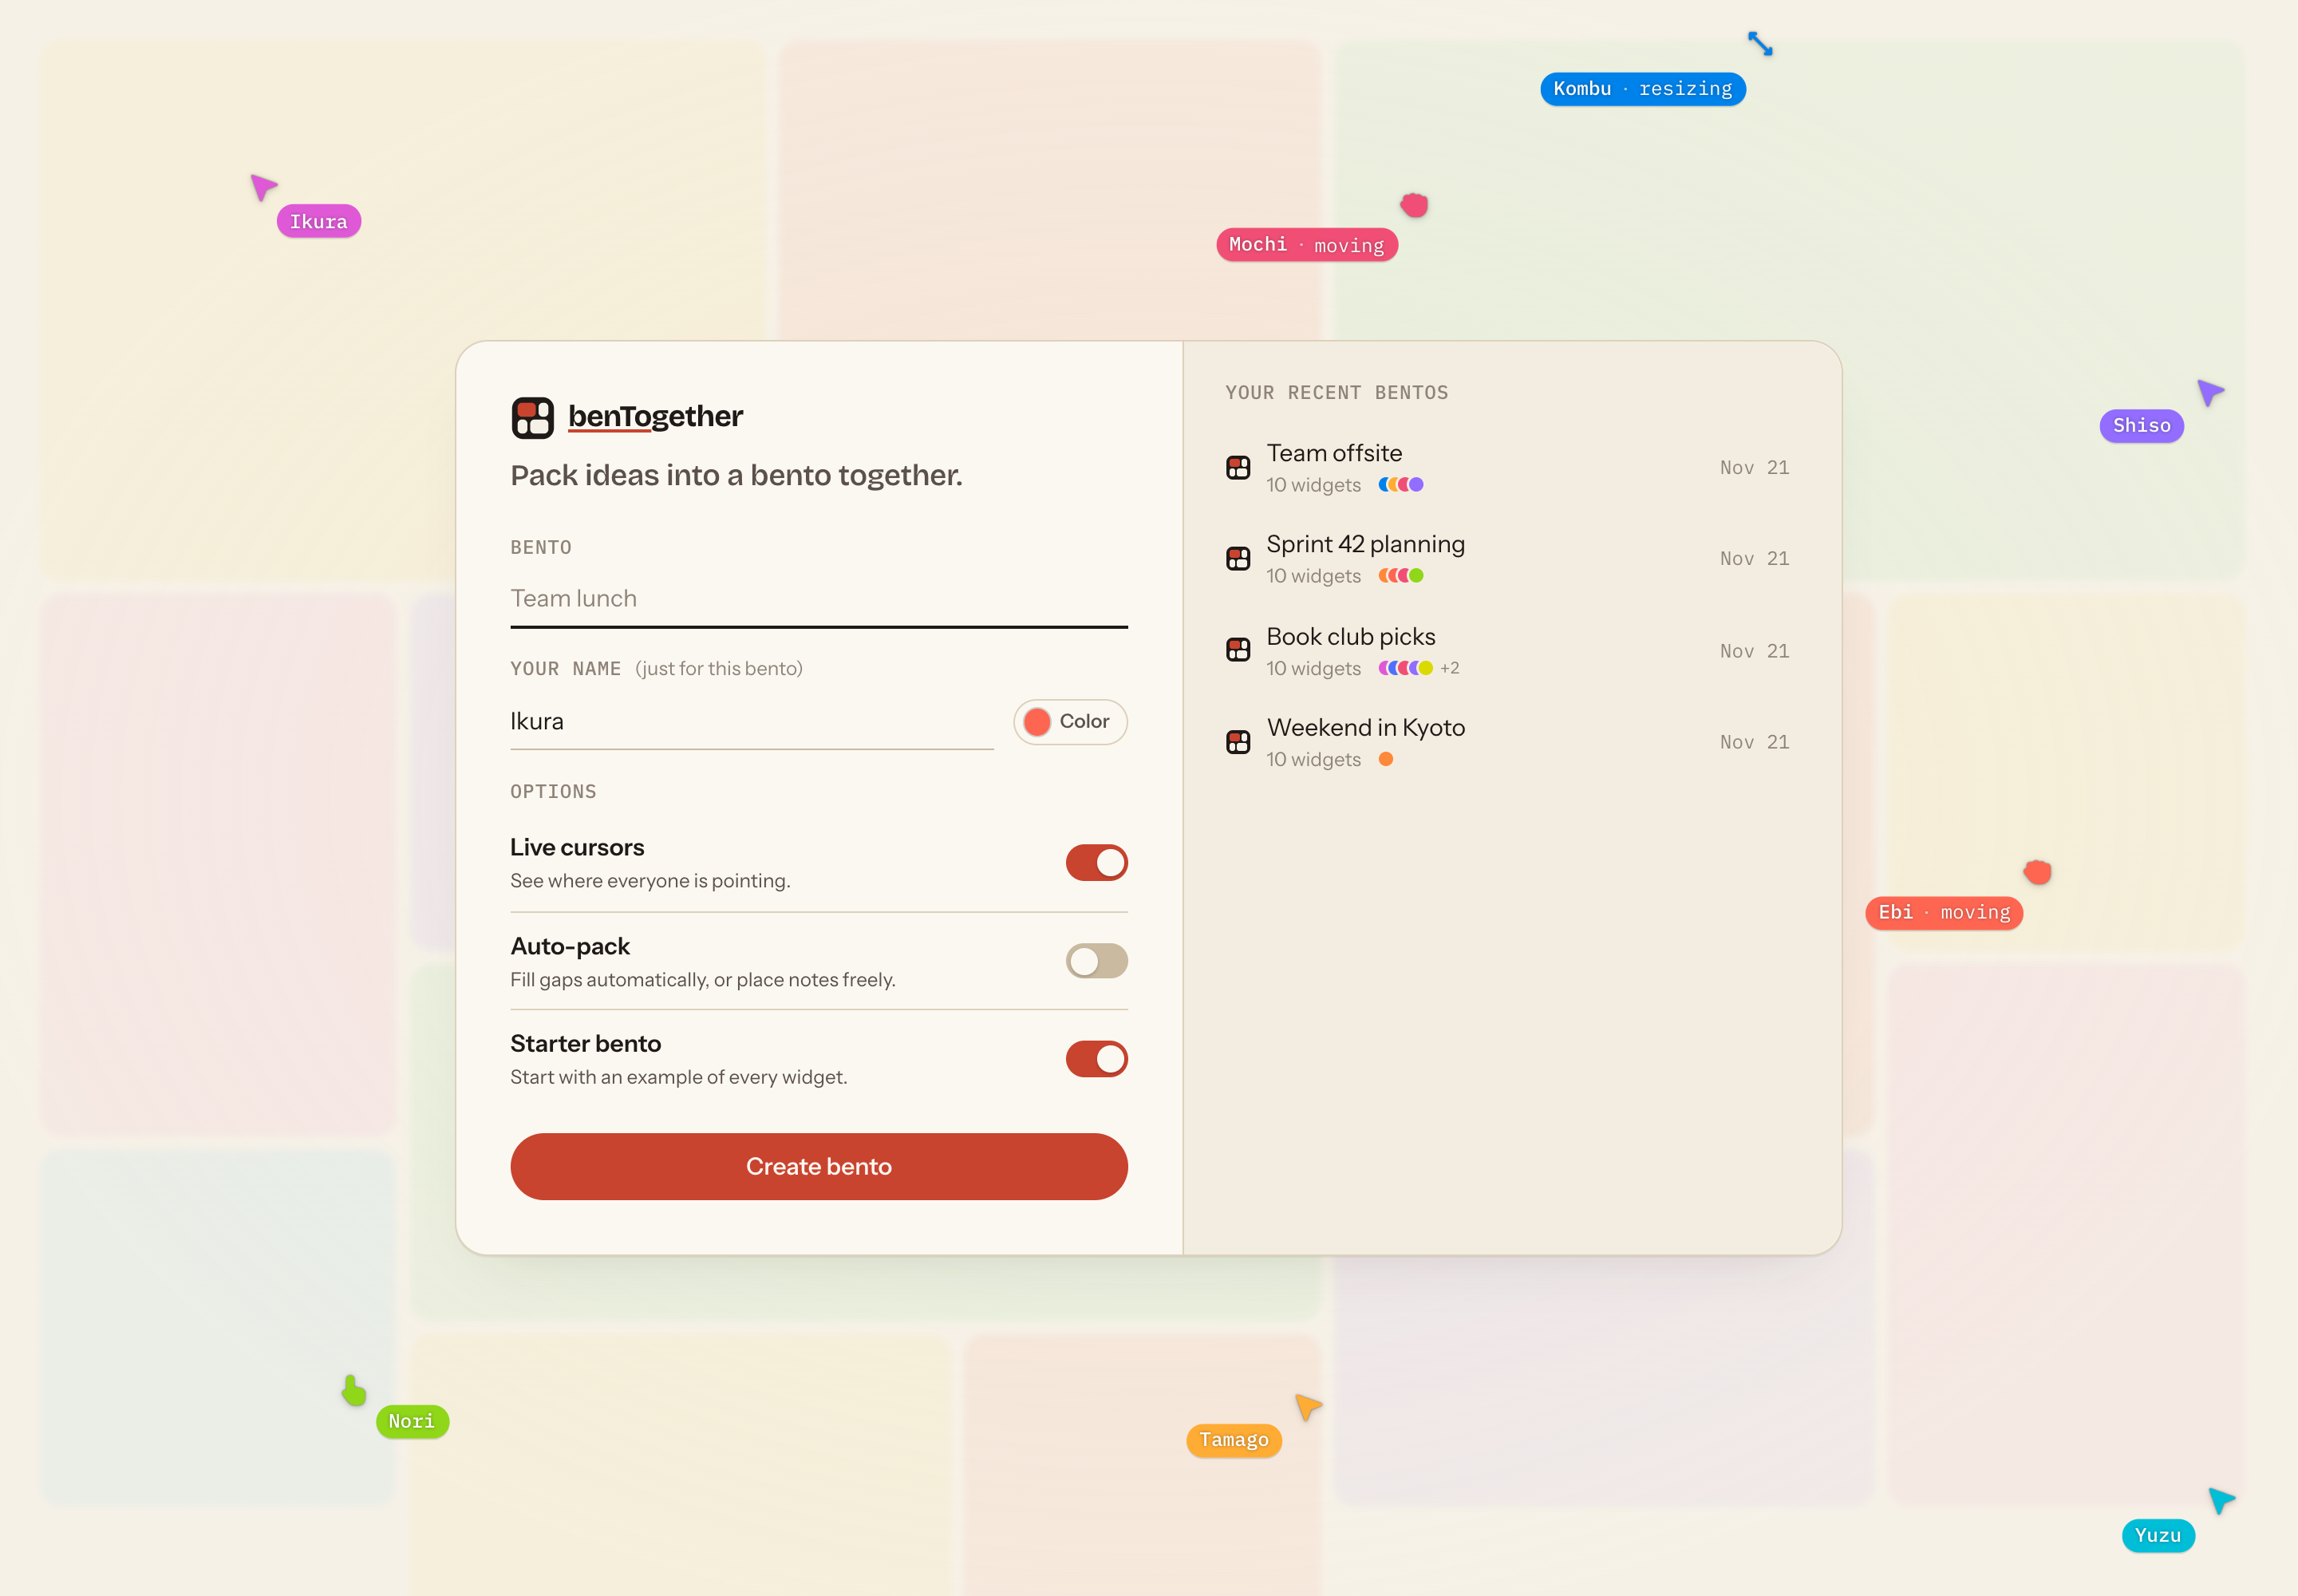 Kombu · resizing
Ikura
Mochi · moving
Shiso
benTogether
Pack ideas into a bento together.
BENTO
Team lunch
YOUR NAME (just for this bento)
Ikura
Color
OPTIONS
Live cursors
See where everyone is pointing.
Auto-pack
Fill gaps automatically, or place notes freely.
Starter bento
Start with an example of every widget.
Create bento
YOUR RECENT BENTOS
Team offsite
10 widgets
Nov 21
Sprint 42 planning
10 widgets
Nov 21
Book club picks
10 widgets +2
Nov 21
Weekend in Kyoto
10 widgets
Nov 21
Ebi · moving
Nori
Tamago
Yuzu